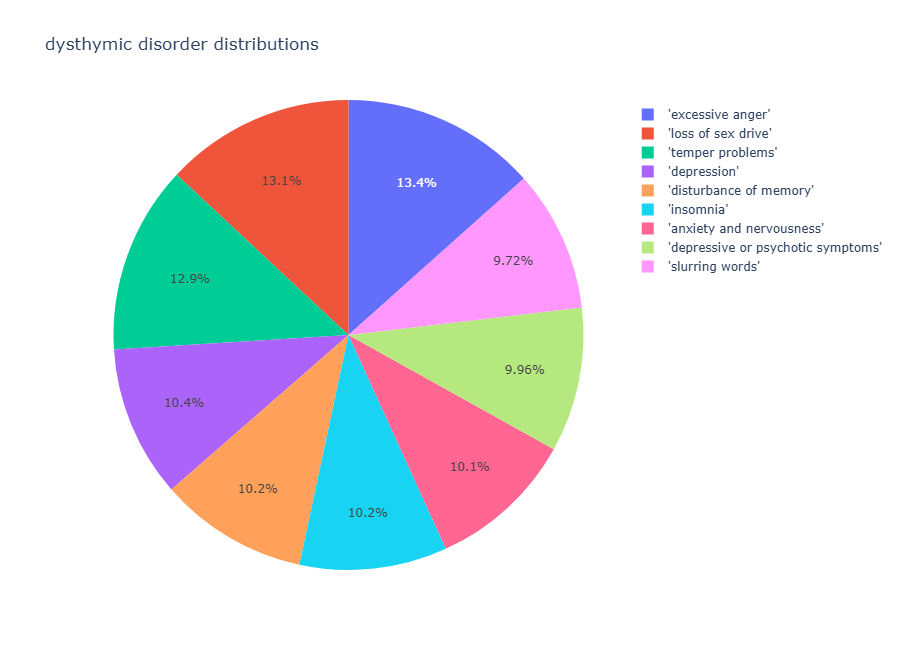 dysthymic disorder distributions
'excessive anger'
'loss of sex drive'
'temper problems'
'depression'
'disturbance of memory'
'insomnia'
'anxiety and nervousness'
'depressive or psychotic symptoms'
'slurring words'
13.1%
13.4%
9.72%
12.9%
9.96%
10.4%
10.1%
10.2%
10.2%